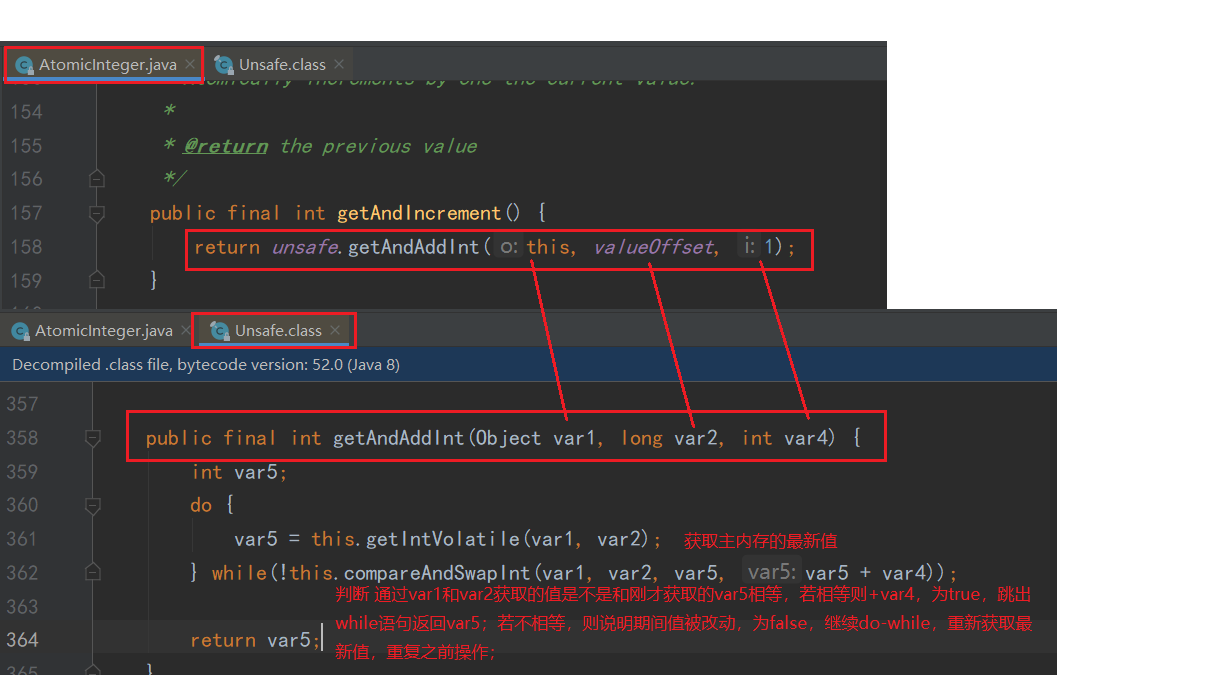 AtomicInteger.java × Unsafe.class ×
154 *
155 * @return the previous value
156 */
157 public final int getAndIncrement() {
158 return unsafe.getAndAddInt( o: this, valueOffset, i: 1);
159 }
AtomicInteger.java × Unsafe.class ×
Decompiled .class file, bytecode version: 52.0 (Java 8)
357
358 public final int getAndAddInt(Object var1, long var2, int var4) {
359 int var5;
360 do {
361 var5 = this.getIntVolatile(var1, var2); 获取主内存的最新值
362 } while(!this.compareAndSwapInt(var1, var2, var5, var5: var5 + var4));
363 判断 通过var1和var2获取的值是不是和刚才获取的var5相等，若相等则+var4，为true，跳出
while语句返回var5；若不相等，则说明期间值被改动，为false，继续do-while，重新获取最
364 return var5;
新值，重复之前操作；
365 }